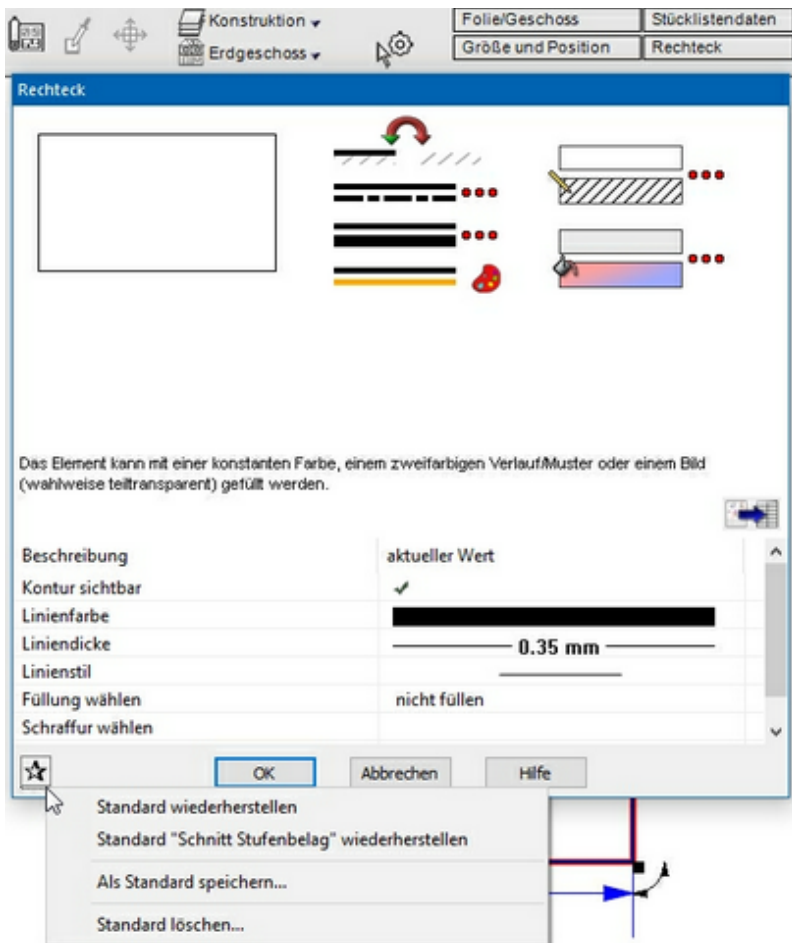 Konstruktion
Folie/Geschoss
Stücklistendaten
Erdgeschoss
Größe und Position
Rechteck
Rechteck
Das Element kann mit einer konstanten Farbe, einem zweifarbigen Verlauf/Muster oder einem Bild
(wahlweise teiltransparent) gefüllt werden.
Beschreibung aktueller Wert
Kontur sichtbar
Linienfarbe
Liniendicke 0.35 mm
Linienstil
Füllung wählen nicht füllen
Schraffur wählen
OK Abbrechen Hilfe
Standard wiederherstellen
Standard "Schnitt Stufenbelag" wiederherstellen
Als Standard speichern...
Standard löschen...